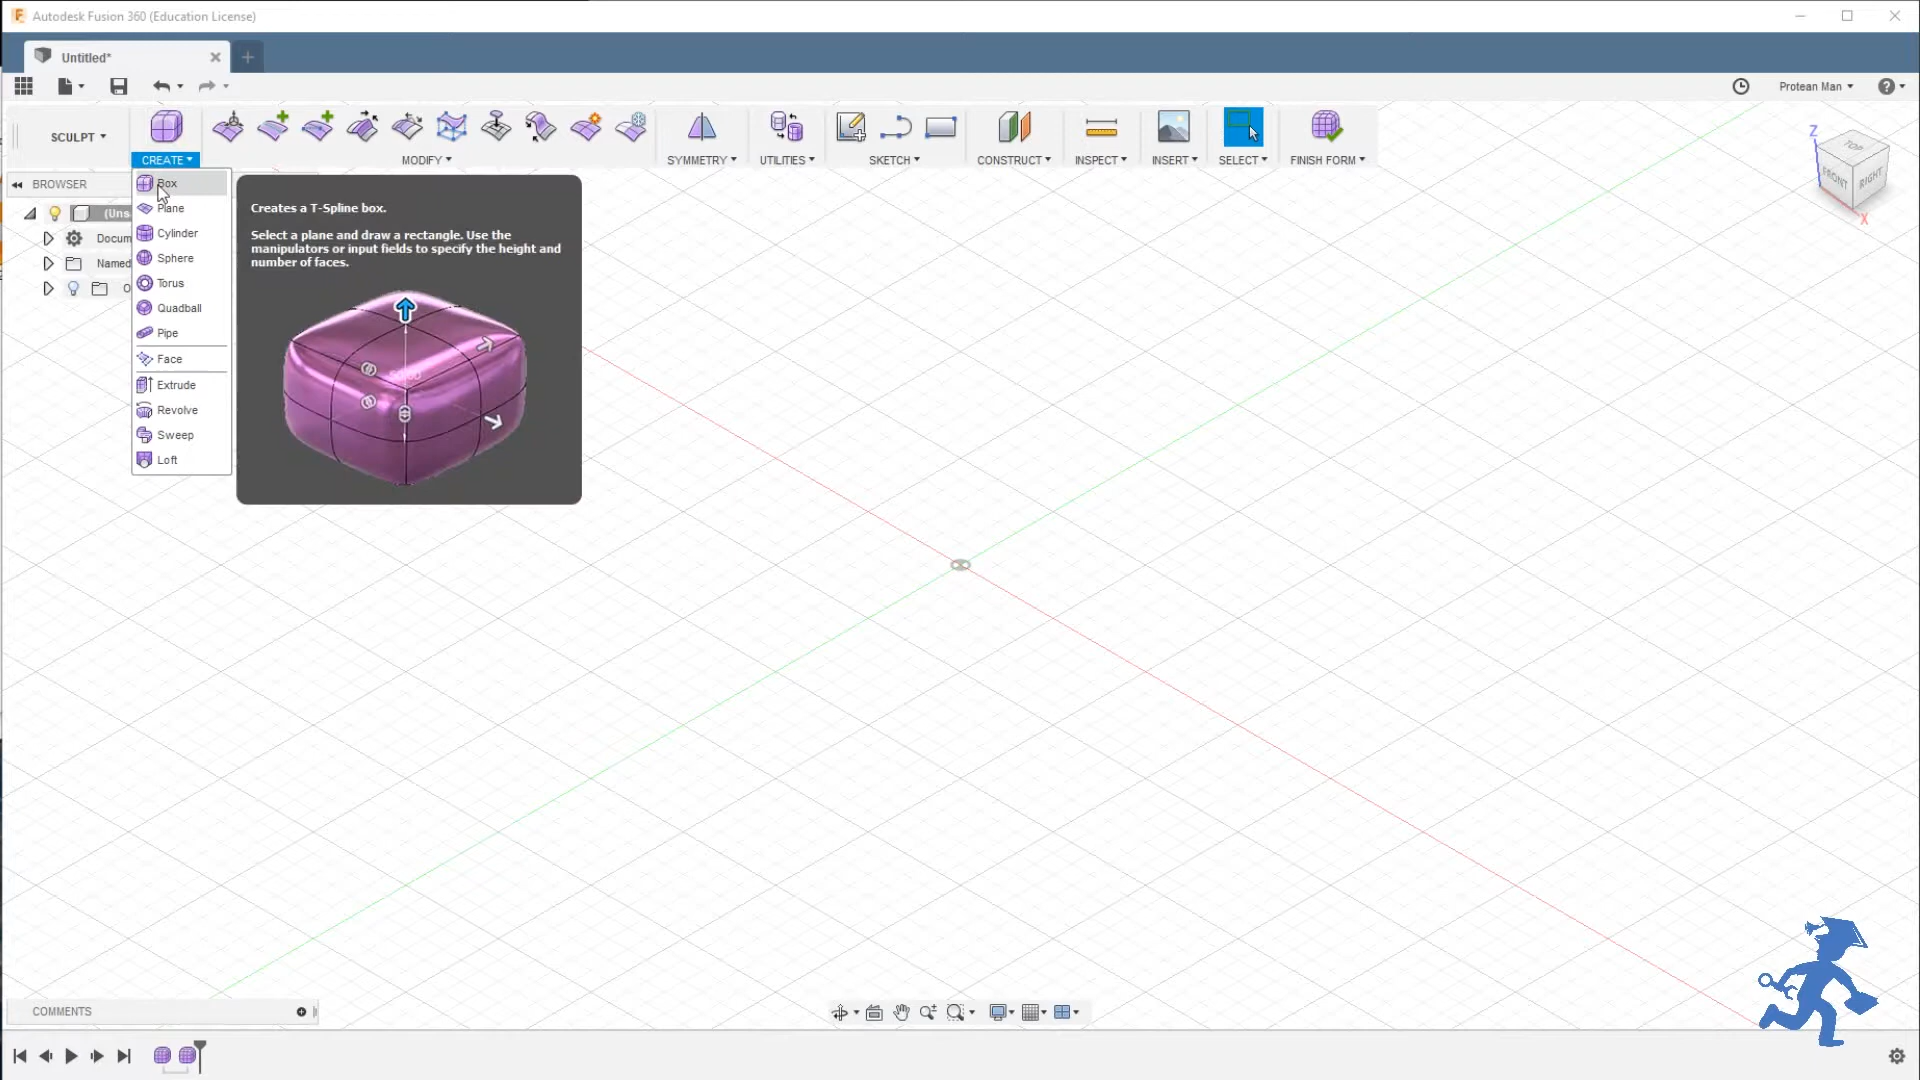 Autodesk Fusion 360 (Education License)
Untitled*
Protean Man
SCULPT
CREATE
MODIFY
SYMMETRY
UTILITIES
SKETCH
CONSTRUCT
INSPECT
INSERT
SELECT
FINISH FORM
BROWSER
(Uns
Docum
Named
O
Box
Plane
Cylinder
Sphere
Torus
Quadball
Pipe
Face
Extrude
Revolve
Sweep
Loft
Creates a T-Spline box.
Select a plane and draw a rectangle. Use the
manipulators or input fields to specify the height and
number of faces.
Z
TOP
FRONT
RIGHT
X
COMMENTS